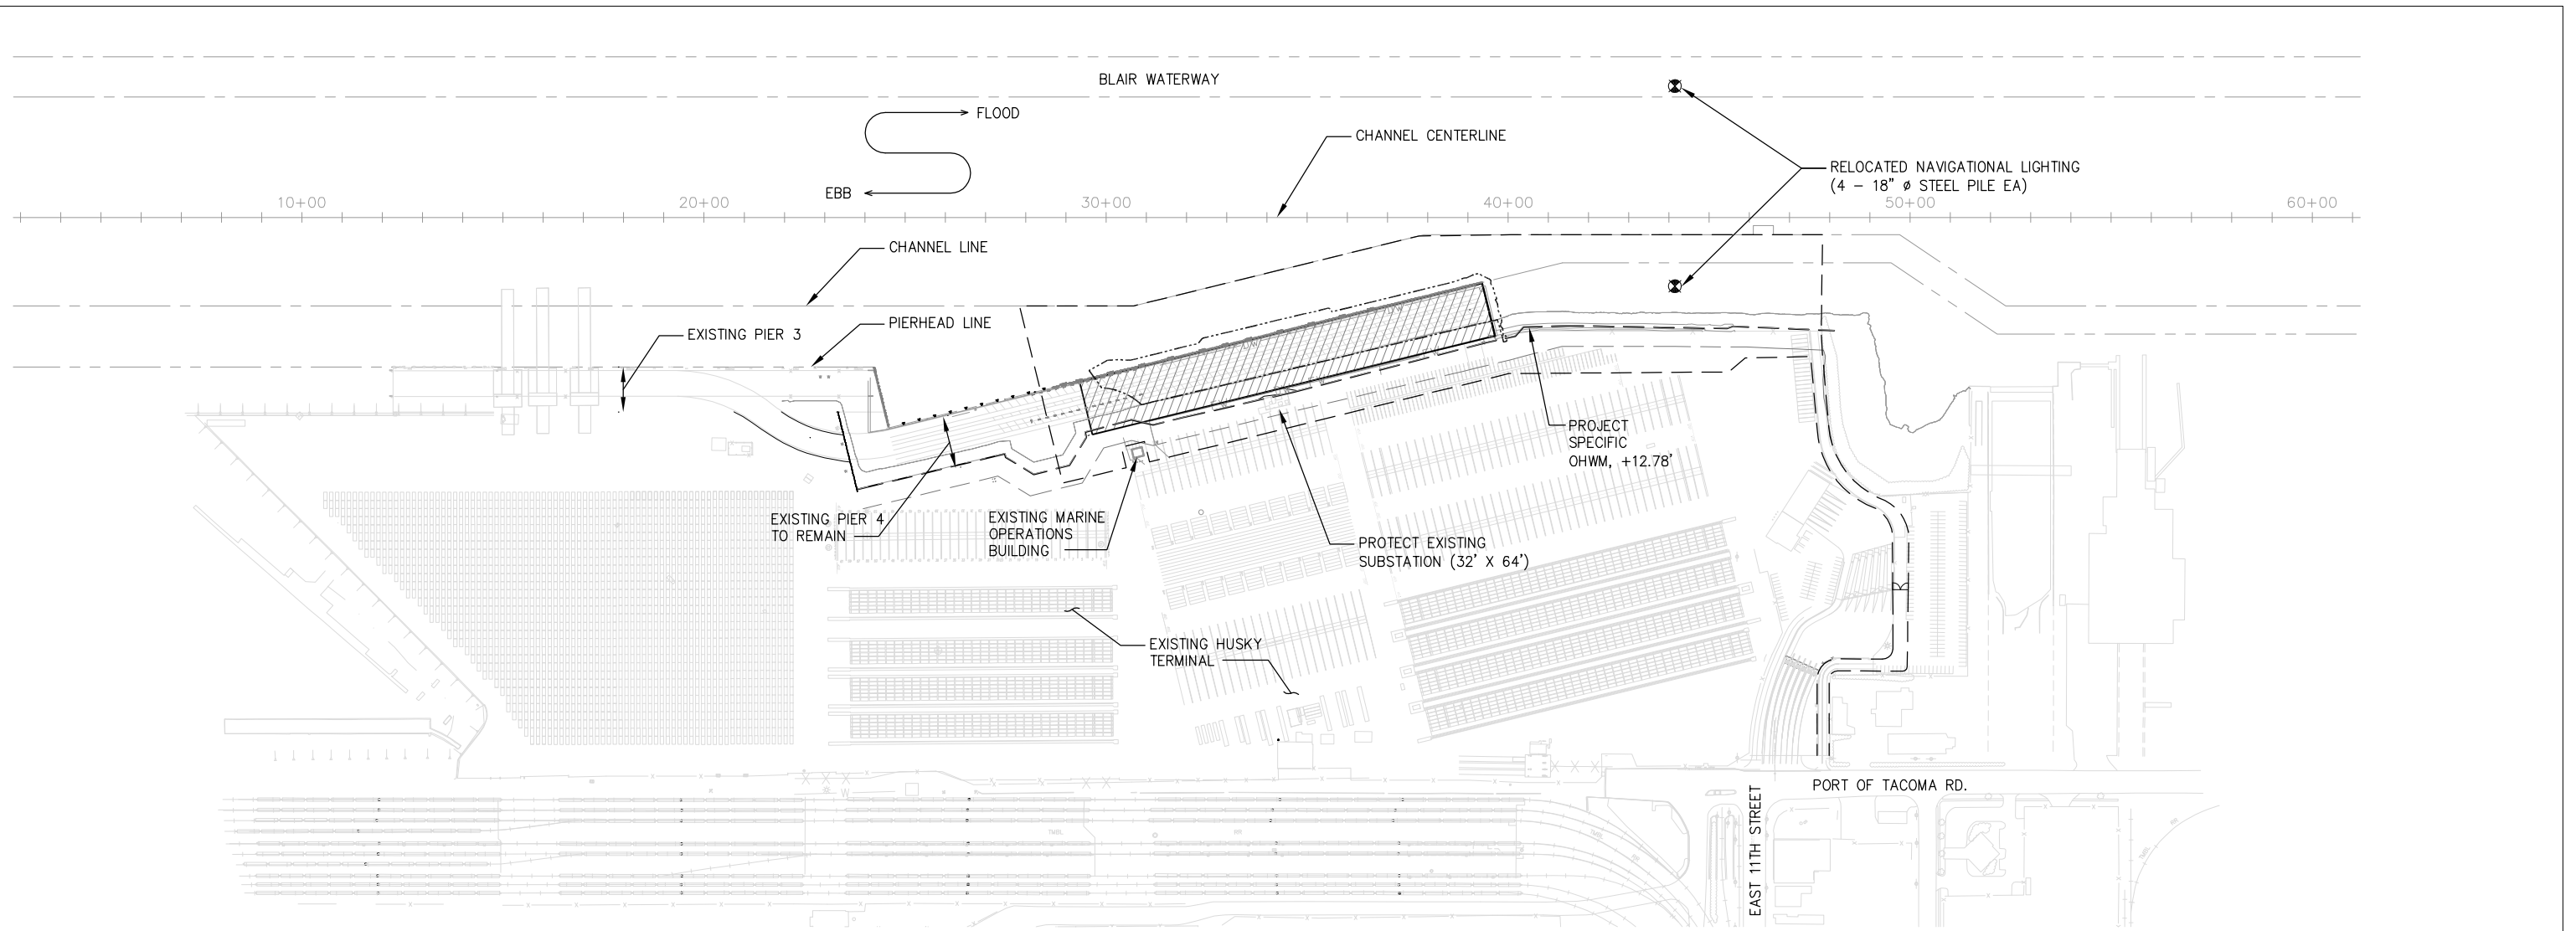 BLAIR WATERWAY
FLOOD
EBB
CHANNEL CENTERLINE
RELOCATED NAVIGATIONAL LIGHTING
(4 – 18" ø STEEL PILE EA)
10+00
20+00
30+00
40+00
50+00
60+00
CHANNEL LINE
PIERHEAD LINE
EXISTING PIER 3
PROJECT
SPECIFIC
OHWM, +12.78'
EXISTING PIER 4
TO REMAIN
EXISTING MARINE
OPERATIONS
BUILDING
PROTECT EXISTING
SUBSTATION (32' X 64')
EXISTING HUSKY
TERMINAL
PORT OF TACOMA RD.
EAST 11TH STREET